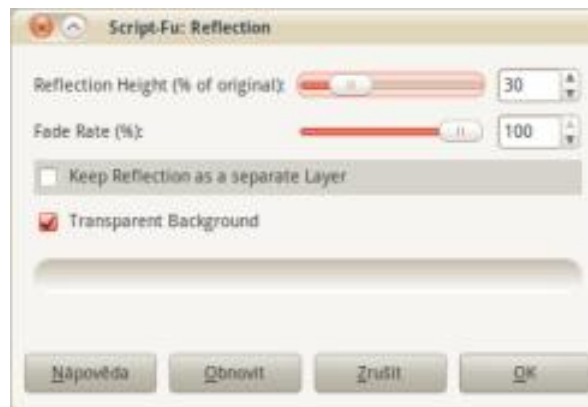 Script-Fu: Reflection
Reflection Height (% of original): 30
Fade Rate (%): 100
Keep Reflection as a separate Layer
Transparent Background
Nápověda Obnovit Zrušit OK